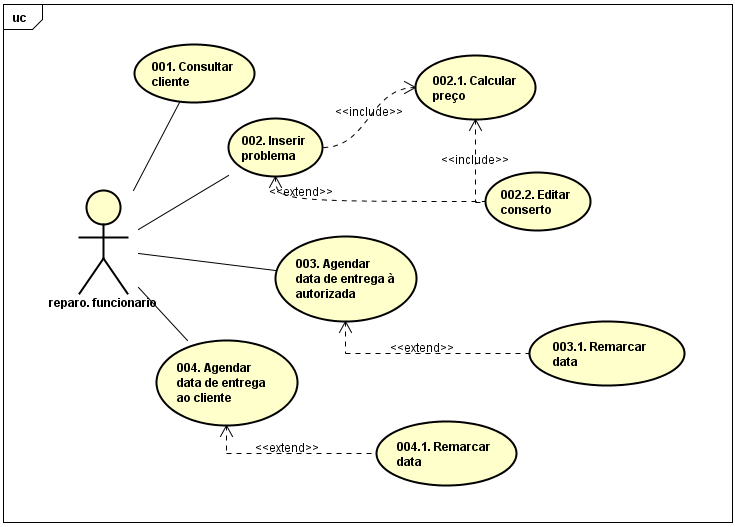 uc
001. Consultar
cliente
002.1. Calcular
preço
<<include>>
002. Inserir
problema
<<include>>
<<extend>>
002.2. Editar
conserto
003. Agendar
data de entrega à
autorizada
reparo. funcionario
<<extend>>
003.1. Remarcar
data
004. Agendar
data de entrega
ao cliente
<<extend>>
004.1. Remarcar
data